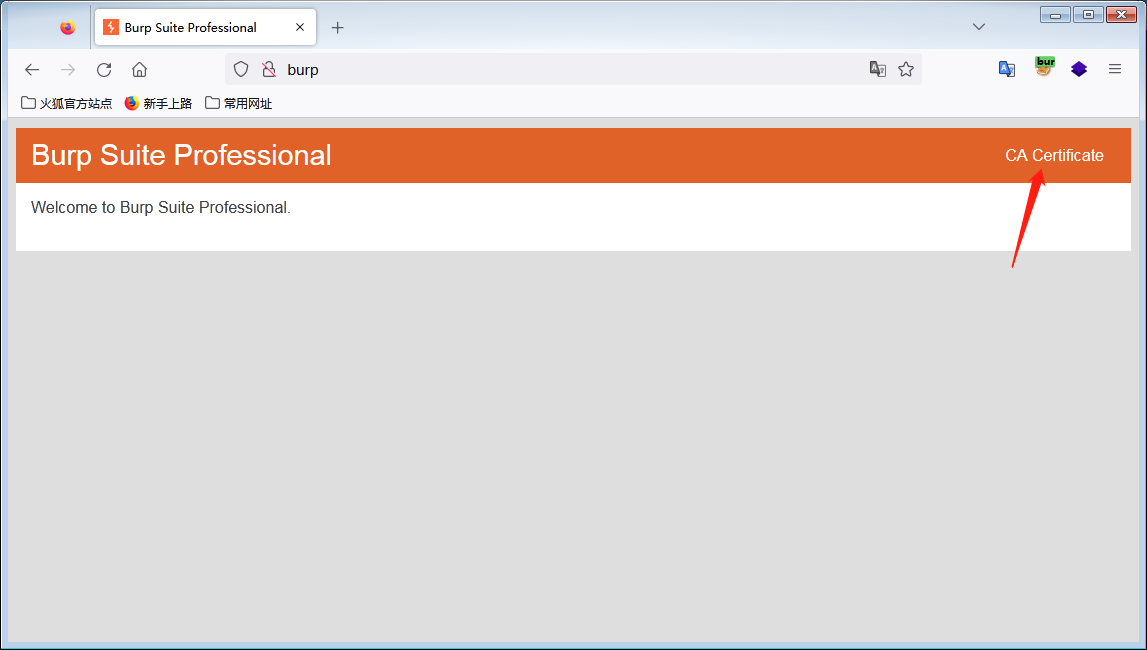 Burp Suite Professional
burp
bur
火狐官方站点 新手上路 常用网址
Burp Suite Professional
CA Certificate
Welcome to Burp Suite Professional.